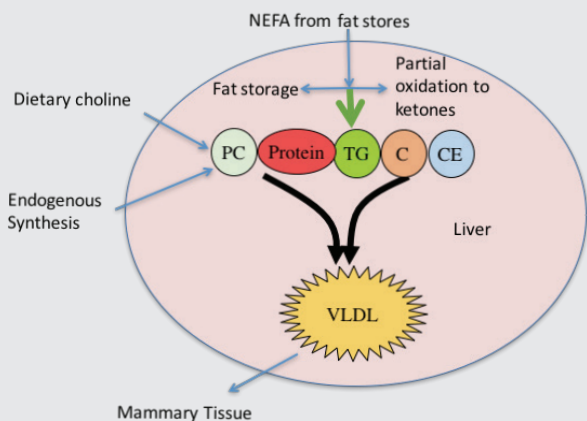 NEFA from fat stores
Fat storage
Partial
oxidation to
ketones
Dietary choline
PC
Protein
TG
C
CE
Endogenous
Synthesis
Liver
VLDL
Mammary Tissue